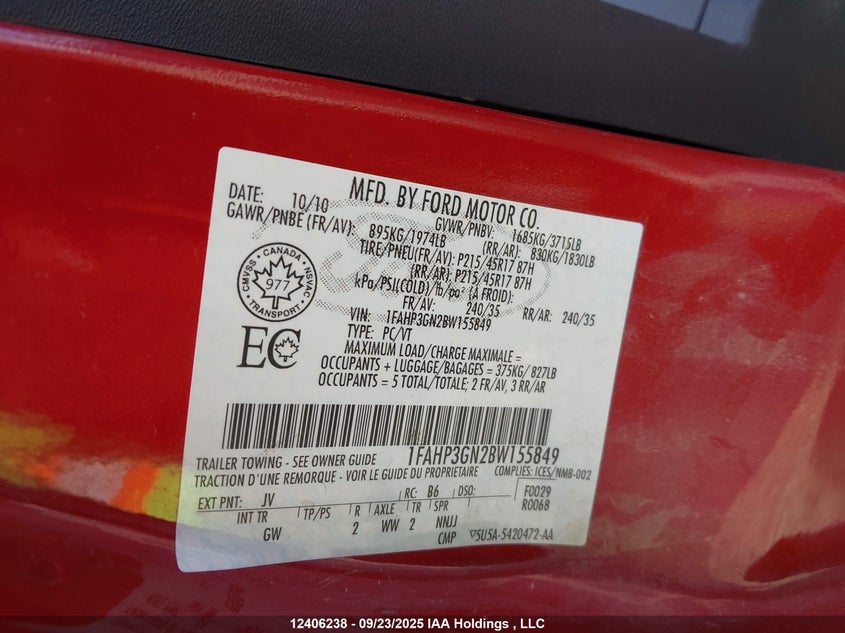 MFD. BY FORD MOTOR CO.
DATE: 10/10 GVWR/PNBV: 1685KG/3715LB
GAWR/PNBE (FR/AV): 895KG/1974LB (RR/AR): 830KG/1830LB
TIRE/PNEU(FR/AV): P215/45R17 87H
(RR/AR): P215/45R17 87H
kPa/PSI(COLD)/lb/po² (À FROID):
FR/AV: 240/35 RR/AR: 240/35
VIN: 1FAHP3GN2BW155849
TYPE: PC/VT
CANADA
CMVSS NSVAC
977
TRANSPORT
EC
MAXIMUM LOAD/CHARGE MAXIMALE =
OCCUPANTS + LUGGAGE/BAGAGES = 375KG/ 827LB
OCCUPANTS = 5 TOTAL/TOTALE; 2 FR/AV, 3 RR/AR
1FAHP3GN2BW155849
TRAILER TOWING - SEE OWNER GUIDE COMPLIES: ICES/NMB-002
TRACTION D'UNE REMORQUE - VOIR LE GUIDE DU PROPRIETAIRE
EXT PNT: JV RC: B6 DSO: F0029
INT TR TP/PS R AXLE TR SPR R0068
GW 2 WW 2 NNJJ
CMP ▽5U5A-5420472-AA
12406238 - 09/23/2025 IAA Holdings , LLC